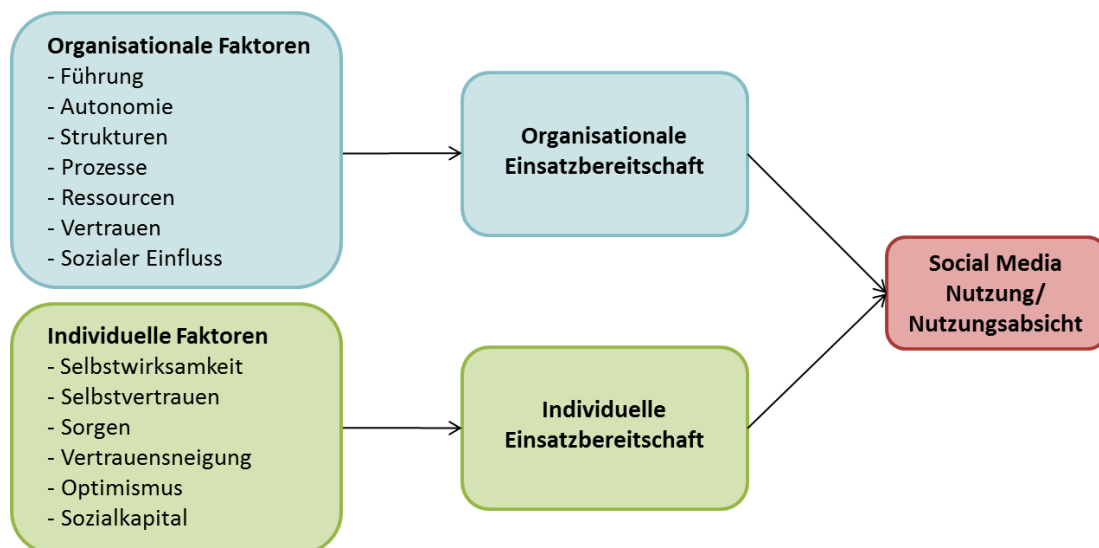 Organisationale Faktoren
- Führung
- Autonomie
- Strukturen
- Prozesse
- Ressourcen
- Vertrauen
- Sozialer Einfluss
Organisationale
Einsatzbereitschaft
Social Media
Nutzung/
Nutzungsabsicht
Individuelle Faktoren
- Selbstwirksamkeit
- Selbstvertrauen
- Sorgen
- Vertrauensneigung
- Optimismus
- Sozialkapital
Individuelle
Einsatzbereitschaft